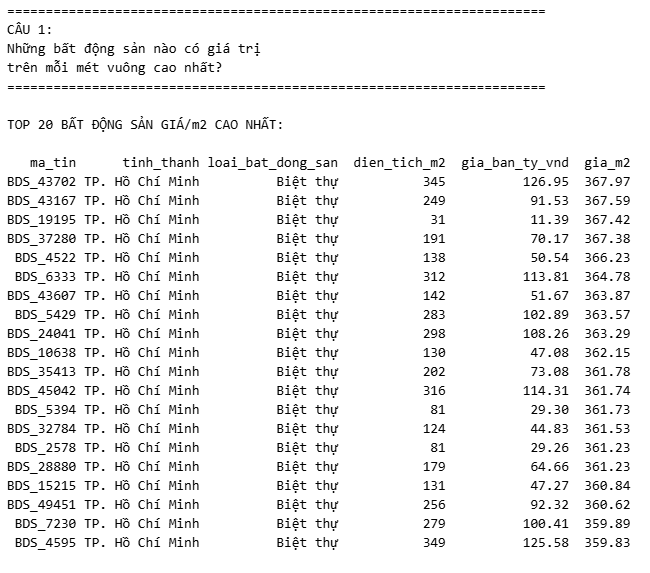 ======================================================================
CÂU 1:
Những bất động sản nào có giá trị
trên mỗi mét vuông cao nhất?
======================================================================
TOP 20 BẤT ĐỘNG SẢN GIÁ/m2 CAO NHẤT:
ma_tin tinh_thanh loai_bat_dong_san dien_tich_m2 gia_ban_ty_vnd gia_m2
BDS_43702 TP. Hồ Chí Minh Biệt thự 345 126.95 367.97
BDS_43167 TP. Hồ Chí Minh Biệt thự 249 91.53 367.59
BDS_19195 TP. Hồ Chí Minh Biệt thự 31 11.39 367.42
BDS_37280 TP. Hồ Chí Minh Biệt thự 191 70.17 367.38
BDS_4522 TP. Hồ Chí Minh Biệt thự 138 50.54 366.23
BDS_6333 TP. Hồ Chí Minh Biệt thự 312 113.81 364.78
BDS_43607 TP. Hồ Chí Minh Biệt thự 142 51.67 363.87
BDS_5429 TP. Hồ Chí Minh Biệt thự 283 102.89 363.57
BDS_24041 TP. Hồ Chí Minh Biệt thự 298 108.26 363.29
BDS_10638 TP. Hồ Chí Minh Biệt thự 130 47.08 362.15
BDS_35413 TP. Hồ Chí Minh Biệt thự 202 73.08 361.78
BDS_45042 TP. Hồ Chí Minh Biệt thự 316 114.31 361.74
BDS_5394 TP. Hồ Chí Minh Biệt thự 81 29.30 361.73
BDS_32784 TP. Hồ Chí Minh Biệt thự 124 44.83 361.53
BDS_2578 TP. Hồ Chí Minh Biệt thự 81 29.26 361.23
BDS_28880 TP. Hồ Chí Minh Biệt thự 179 64.66 361.23
BDS_15215 TP. Hồ Chí Minh Biệt thự 131 47.27 360.84
BDS_49451 TP. Hồ Chí Minh Biệt thự 256 92.32 360.62
BDS_7230 TP. Hồ Chí Minh Biệt thự 279 100.41 359.89
BDS_4595 TP. Hồ Chí Minh Biệt thự 349 125.58 359.83